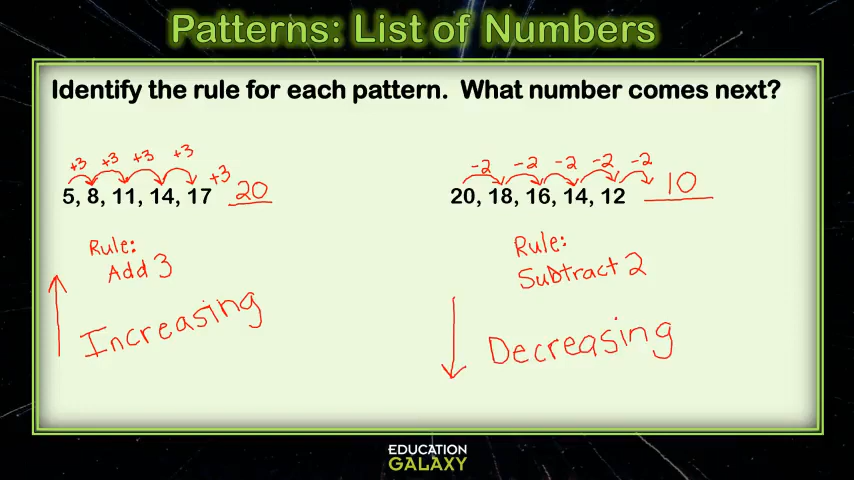 Patterns: List of Numbers
Identify the rule for each pattern. What number comes next?
+3 +3 +3 +3 +3
5, 8, 11, 14, 17 20
Rule:
Add 3
Increasing
-2 -2 -2 -2 -2
20, 18, 16, 14, 12 10
Rule:
Subtract 2
Decreasing
EDUCATION
GALAXY